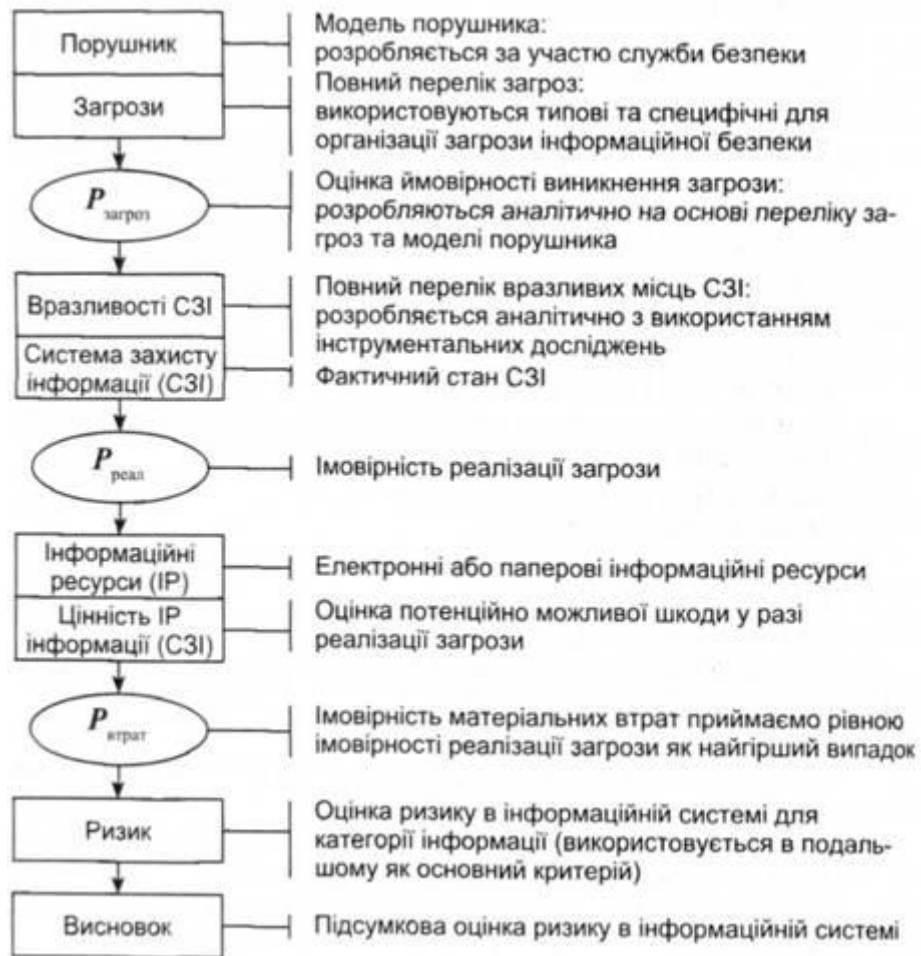 Порушник
Модель порушника:
розробляється за участю служби безпеки
Загрози
Повний перелік загроз:
використовуються типові та специфічні для
організації загрози інформаційної безпеки
P загроз
Оцінка ймовірності виникнення загрози:
розробляються аналітично на основі переліку за-
гроз та моделі порушника
Вразливості СЗІ
Повний перелік вразливих місць СЗІ:
розробляється аналітично з використанням
інструментальних досліджень
Система захисту
інформації (СЗІ)
Фактичний стан СЗІ
P реал
Імовірність реалізації загрози
Інформаційні
ресурси (ІР)
Електронні або паперові інформаційні ресурси
Цінність ІР
інформації (СЗІ)
Оцінка потенційно можливої шкоди у разі
реалізації загрози
P втрат
Імовірність матеріальних втрат приймаємо рівною
імовірності реалізації загрози як найгірший випадок
Ризик
Оцінка ризику в інформаційній системі для
категорії інформації (використовується в подаль-
шому як основний критерій)
Висновок
Підсумкова оцінка ризику в інформаційній системі